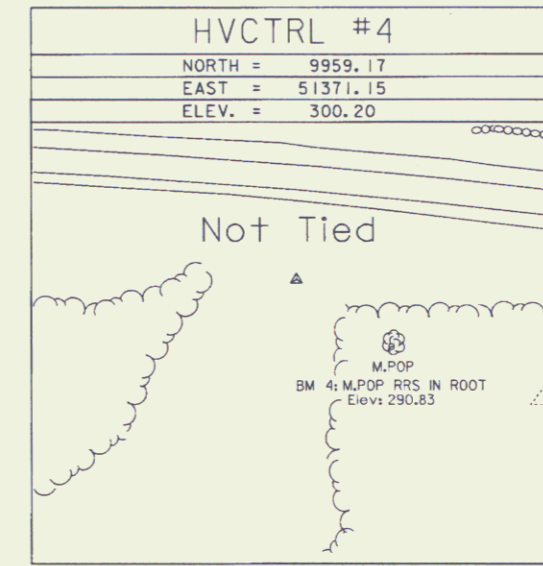 HVCTRL #4
NORTH = 9959.17
EAST = 51371.15
ELEV. = 300.20
Not Tied
M.POP
BM 4: M.POP RRS IN ROOT
Elev: 290.83